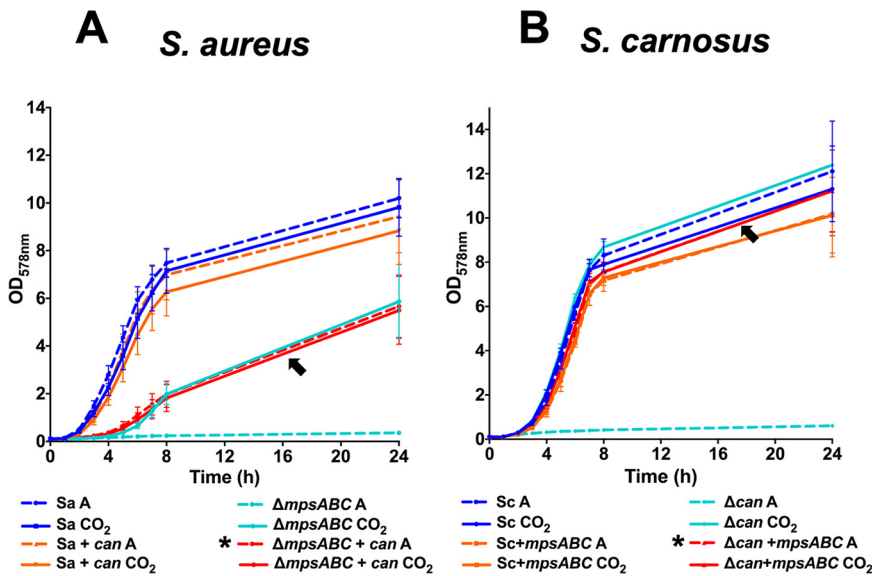 A S. aureus
14
12
10
8
6
4
2
0
OD578nm
0 4 8 12 16 20 24
Time (h)
Sa A
Sa CO2
Sa + can A
Sa + can CO2
ΔmpsABC A
ΔmpsABC CO2
* ΔmpsABC + can A
ΔmpsABC + can CO2
B S. carnosus
14
12
10
8
6
4
2
0
OD578nm
0 4 8 12 16 20 24
Time (h)
Sc A
Sc CO2
Sc+mpsABC A
Sc+mpsABC CO2
Δcan A
Δcan CO2
* Δcan +mpsABC A
Δcan+mpsABC CO2